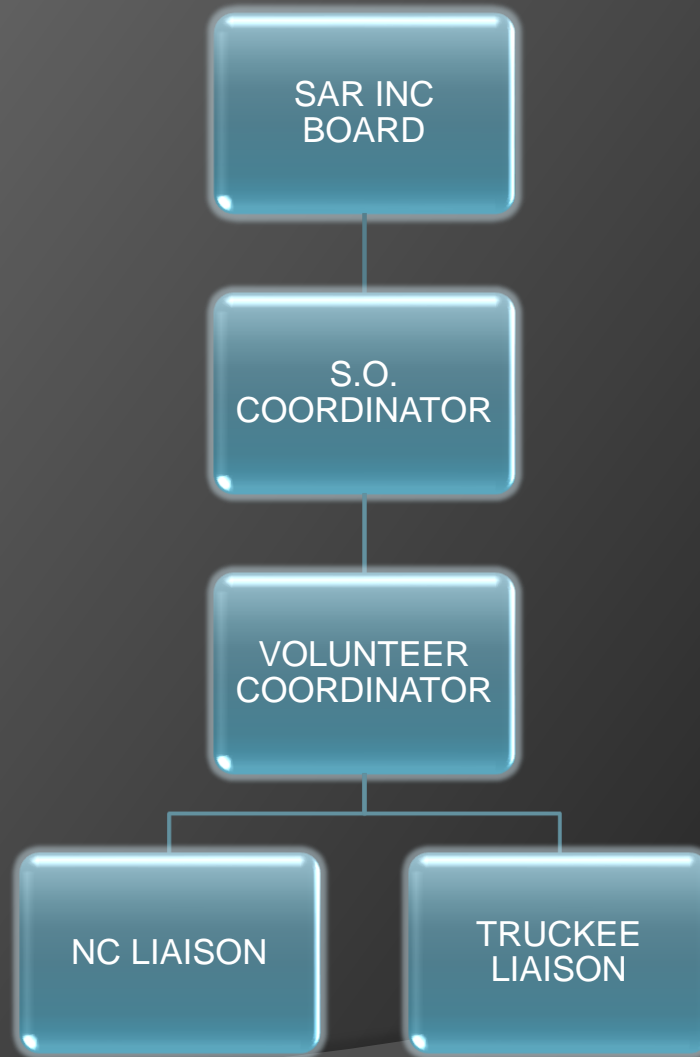 SAR INC
BOARD
S.O.
COORDINATOR
VOLUNTEER
COORDINATOR
NC LIAISON
TRUCKEE
LIAISON